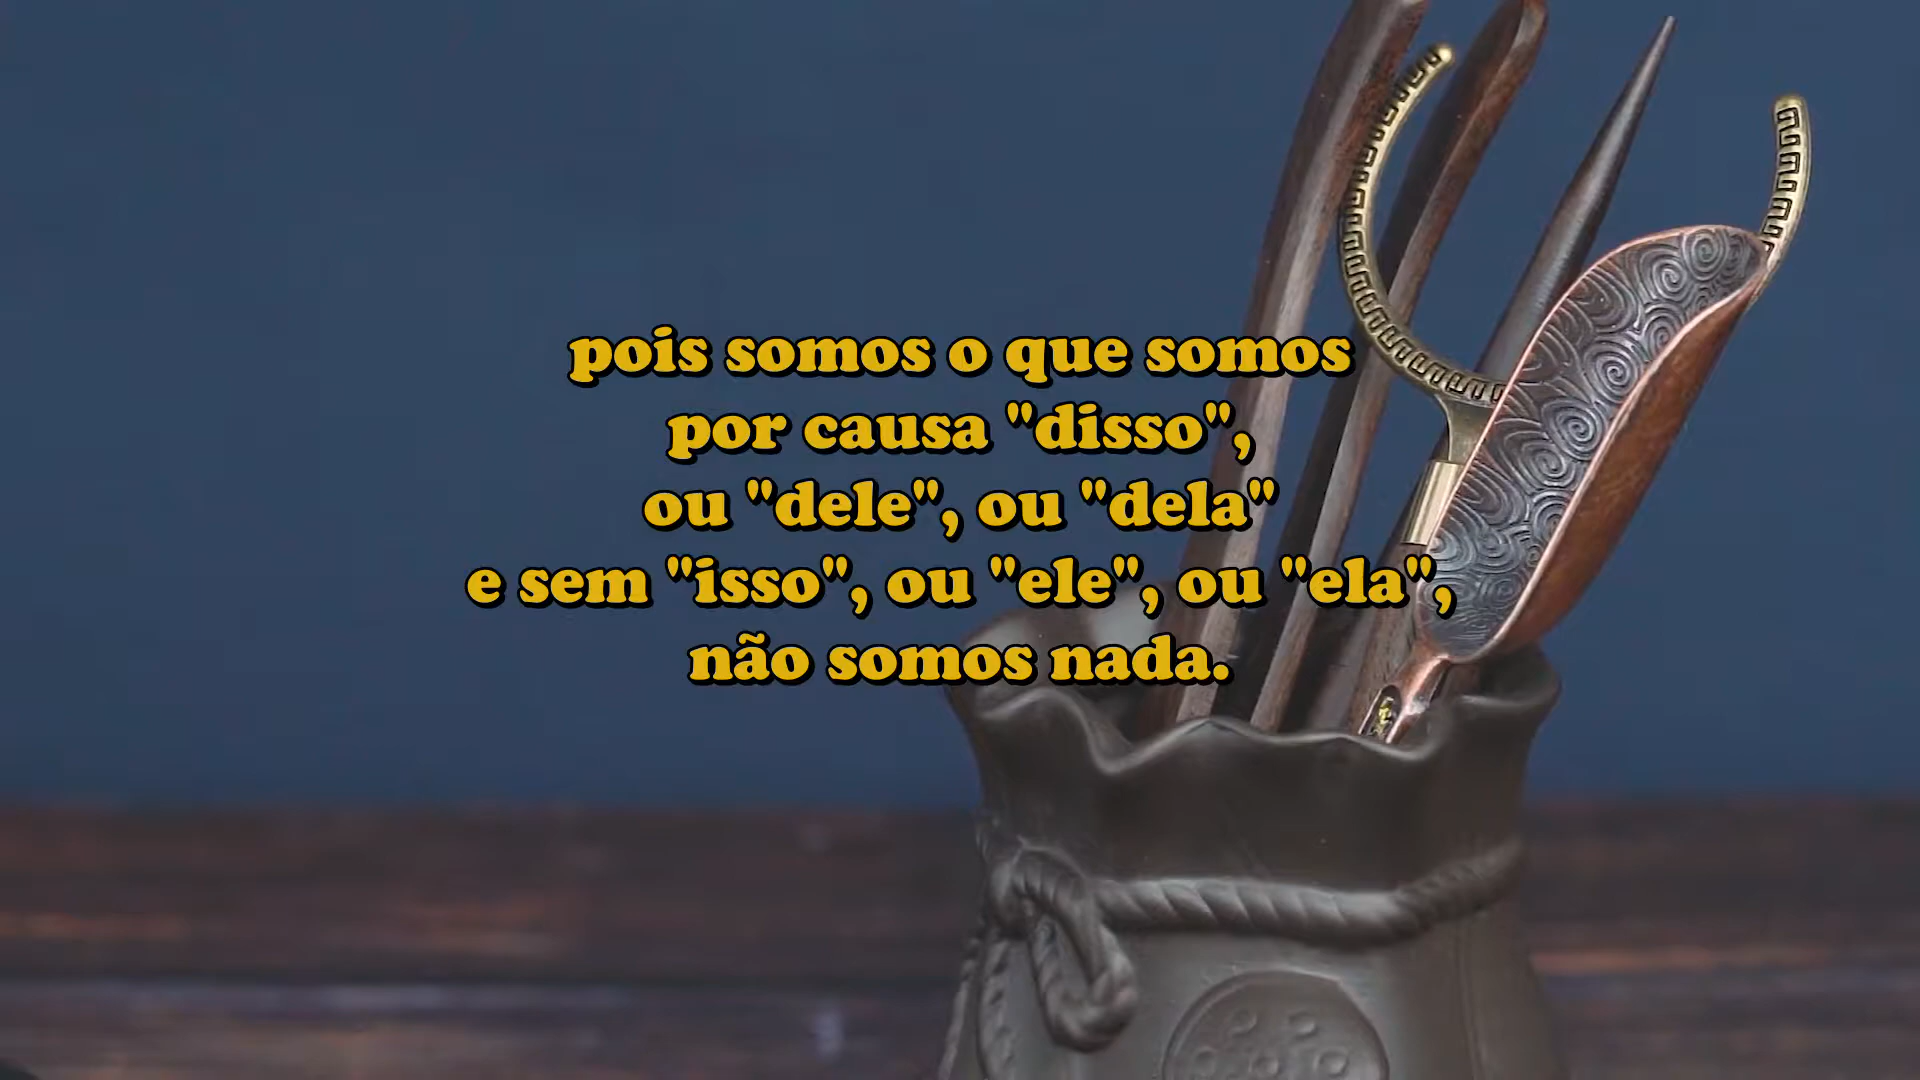 pois somos o que somos
por causa "disso",
ou "dele", ou "dela"
e sem "isso", ou "ele", ou "ela",
não somos nada.